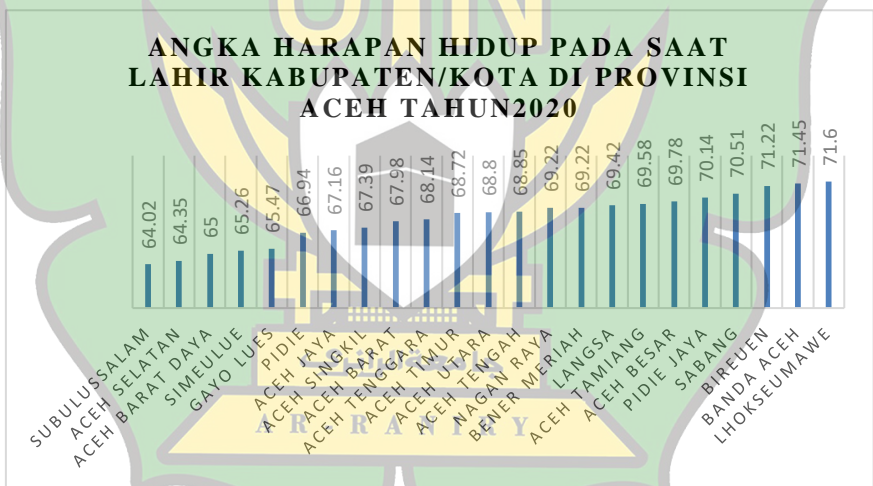 UIN
ANGKA HARAPAN HIDUP PADA SAAT
LAHIR KABUPATEN/KOTA DI PROVINSI
ACEH TAHUN2020
64.02
64.35
65
65.26
65.47
66.94
67.16
67.39
67.98
68.14
68.72
68.8
68.85
69.22
69.22
69.42
69.58
69.78
70.14
70.51
71.22
71.45
71.6
SUBULUSSALAM
ACEH SELATAN
ACEH BARAT DAYA
SIMEULUE
GAYO LUES
PIDIE
ACEH JAYA
ACEH SINGKIL
ACEH BARAT
ACEH TENGGARA
ACEH TIMUR
ACEH UTARA
ACEH TENGAH
NAGAN RAYA
BENER MERIAH
LANGSA
ACEH TAMIANG
ACEH BESAR
PIDIE JAYA
SABANG
BIREUEN
BANDA ACEH
LHOKSEUMAWE
جامعة الرانيري
AR-RANIRY